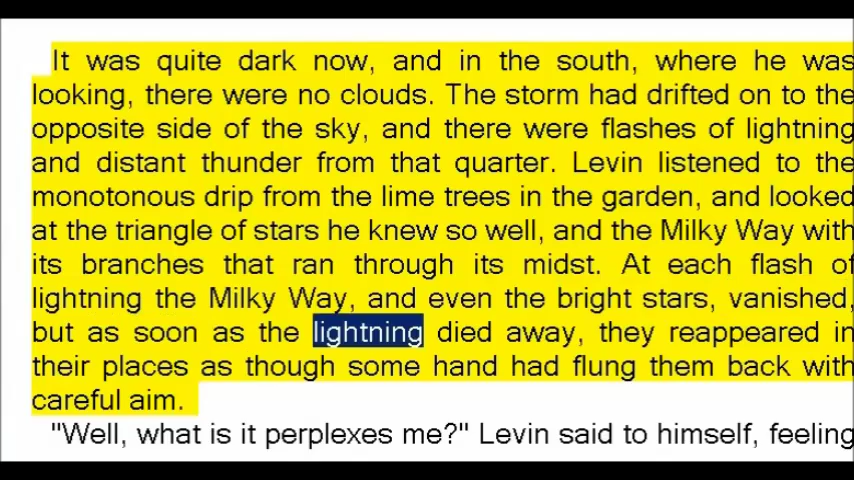 It was quite dark now, and in the south, where he was
looking, there were no clouds. The storm had drifted on to the
opposite side of the sky, and there were flashes of lightning
and distant thunder from that quarter. Levin listened to the
monotonous drip from the lime trees in the garden, and looked
at the triangle of stars he knew so well, and the Milky Way with
its branches that ran through its midst. At each flash of
lightning the Milky Way, and even the bright stars, vanished,
but as soon as the lightning died away, they reappeared in
their places as though some hand had flung them back with
careful aim.
"Well, what is it perplexes me?" Levin said to himself, feeling